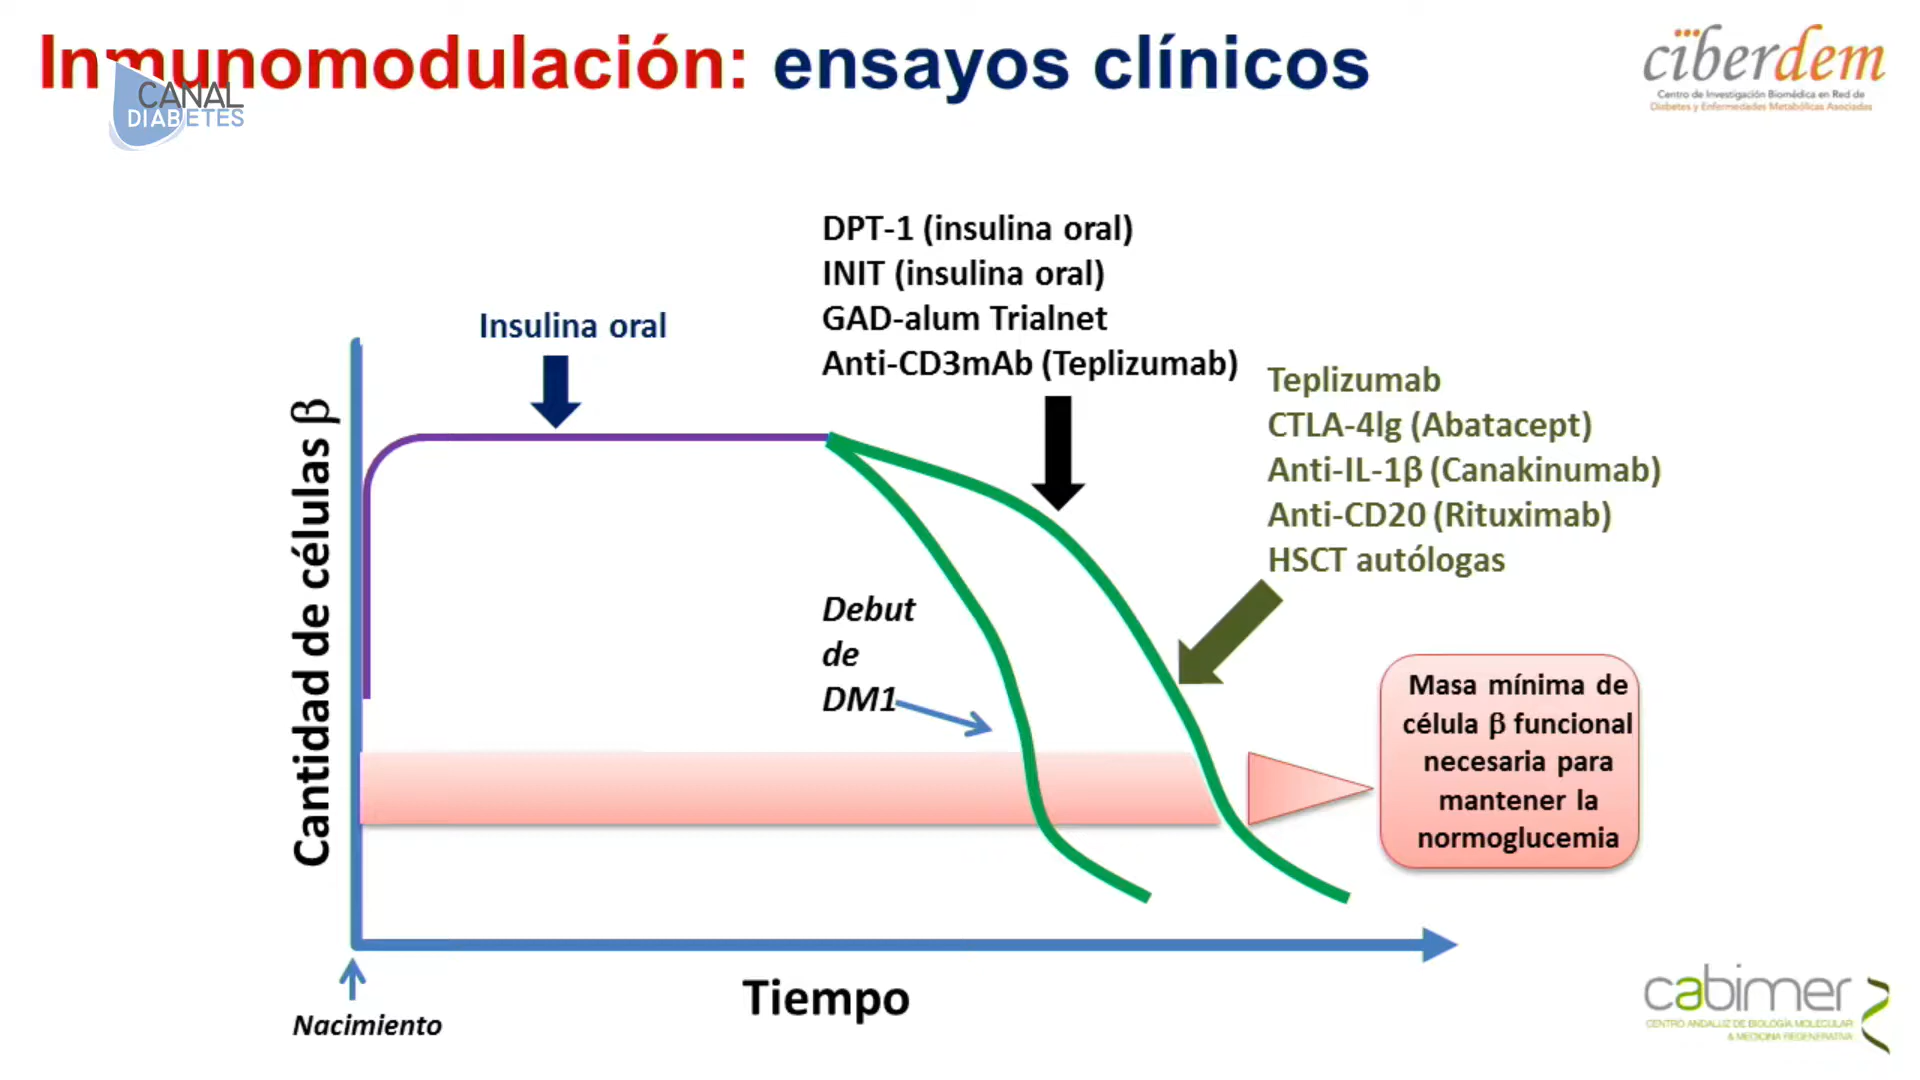 Inmunomodulación: ensayos clínicos
CANAL
DIABETES
ciberdem
Centro de Investigación Biomédica en Red de
Diabetes y Enfermedades Metabólicas Asociadas
DPT-1 (insulina oral)
INIT (insulina oral)
GAD-alum Trialnet
Anti-CD3mAb (Teplizumab)
Insulina oral
Teplizumab
CTLA-4lg (Abatacept)
Anti-IL-1β (Canakinumab)
Anti-CD20 (Rituximab)
HSCT autólogas
Cantidad de células β
Debut
de
DM1
Masa mínima de
célula β funcional
necesaria para
mantener la
normoglucemia
Tiempo
Nacimiento
cabimer
CENTRO ANDALUZ DE BIOLOGÍA MOLECULAR
& MEDICINA REGENERATIVA